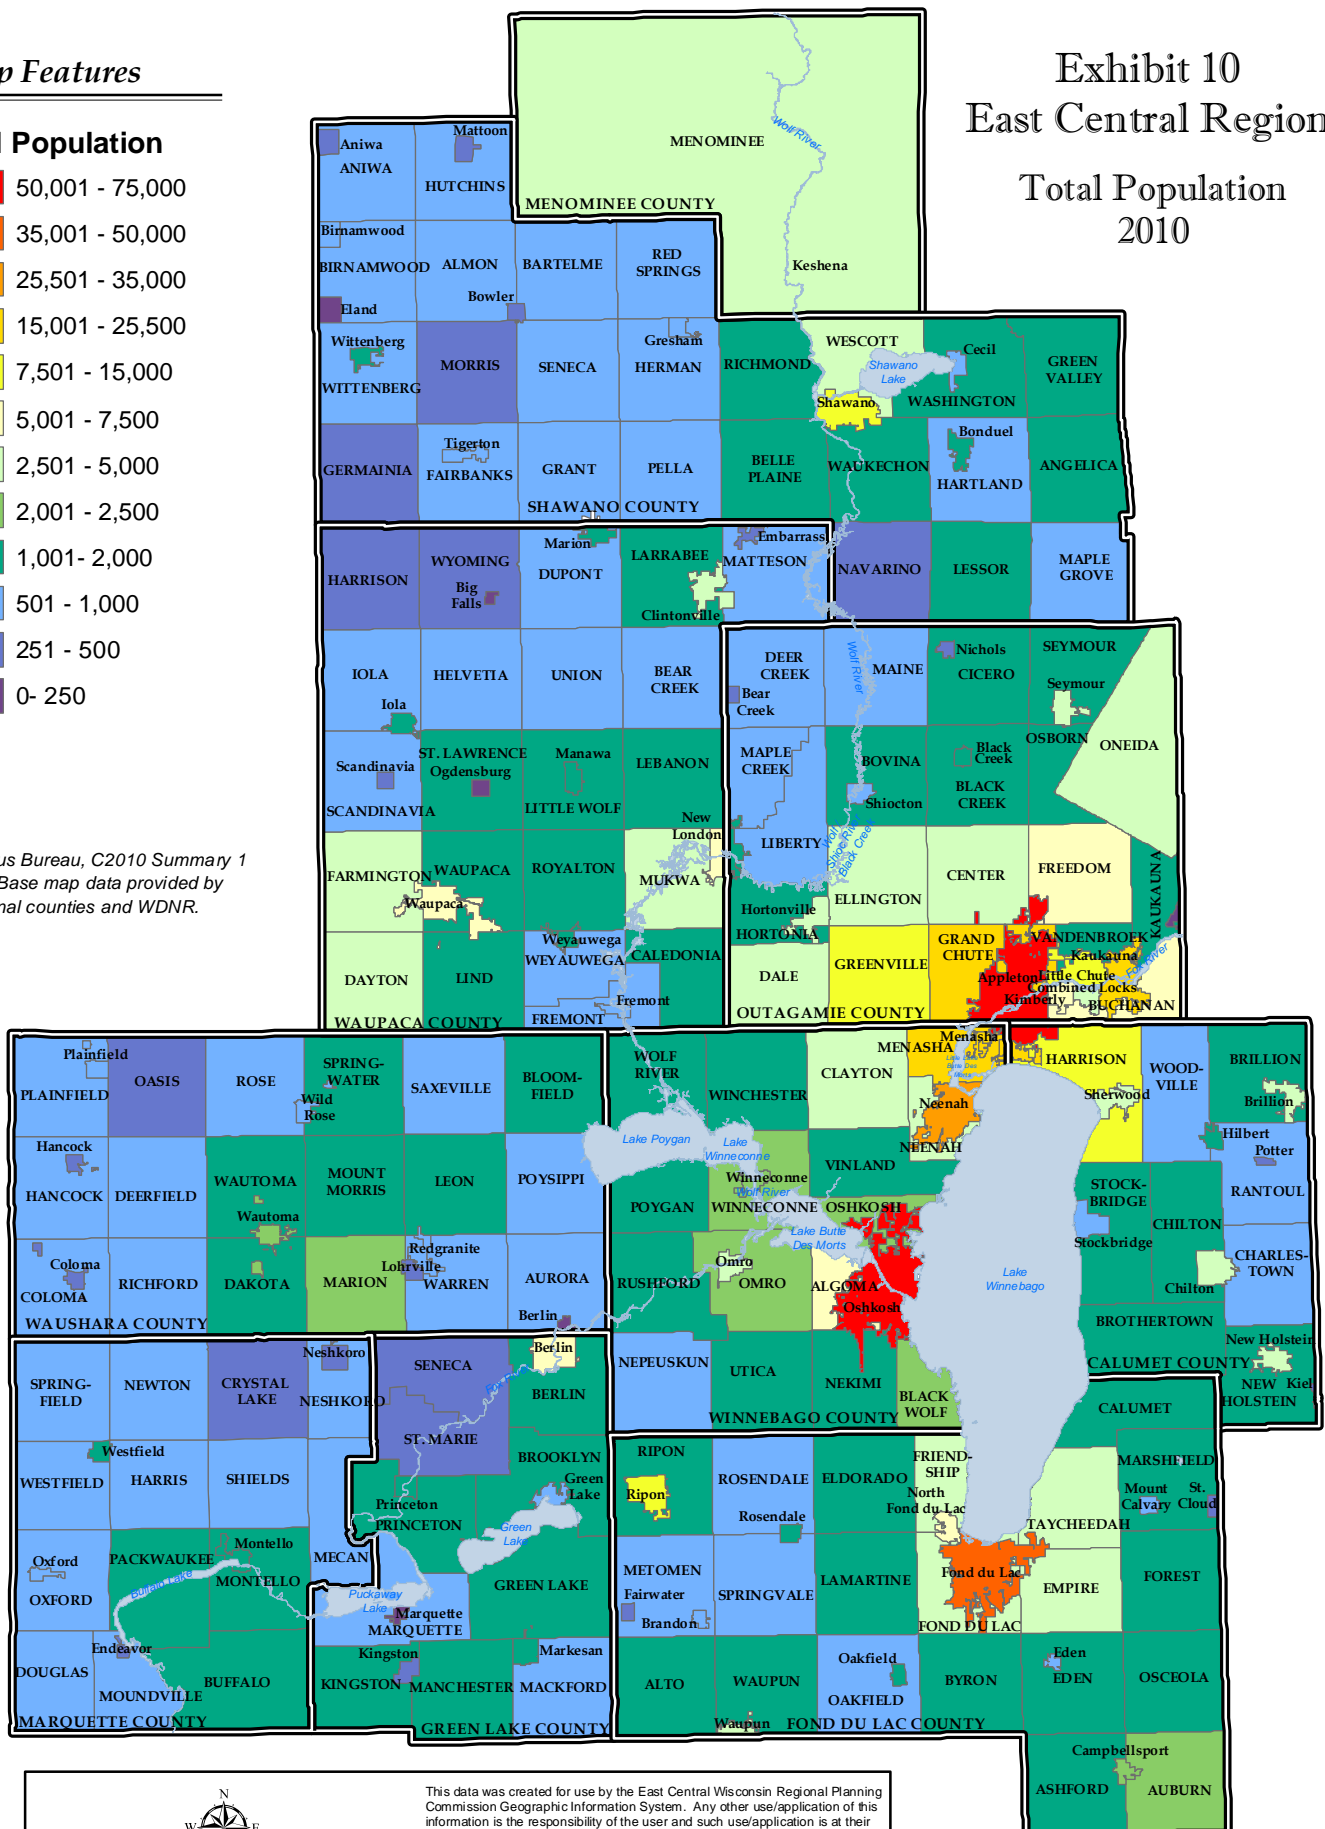 p Features
Population
50,001 - 75,000
35,001 - 50,000
25,501 - 35,000
15,001 - 25,500
7,501 - 15,000
5,001 - 7,500
2,501 - 5,000
2,001 - 2,500
1,001- 2,000
501 - 1,000
251 - 500
0- 250
us Bureau, C2010 Summary 1
Base map data provided by
nal counties and WDNR.
Exhibit 10
East Central Region
Total Population
2010
MENOMINEE
Wolf River
MENOMINEE COUNTY
Keshena
Aniwa
ANIWA
Mattoon
HUTCHINS
Birnamwood
BIRNAMWOOD
ALMON
BARTELME
RED
SPRINGS
Eland
Bowler
Wittenberg
WITTENBERG
MORRIS
SENECA
Gresham
HERMAN
RICHMOND
WESCOTT
Shawano
Lake
Cecil
WASHINGTON
GREEN
VALLEY
Shawano
GERMAINIA
Tigerton
FAIRBANKS
GRANT
PELLA
BELLE
PLAINE
WAUKECHON
Bonduel
HARTLAND
ANGELICA
SHAWANO COUNTY
HARRISON
WYOMING
Big
Falls
Marion
DUPONT
LARRABEE
Clintonville
Embarrass
MATTESON
NAVARINO
LESSOR
MAPLE
GROVE
IOLA
Iola
HELVETIA
UNION
BEAR
CREEK
DEER
CREEK
Bear
Creek
Wolf River
MAINE
Nichols
CICERO
SEYMOUR
Seymour
OSBORN
ONEIDA
Scandinavia
SCANDINAVIA
ST. LAWRENCE
Ogdensburg
Manawa
LITTLE WOLF
LEBANON
MAPLE
CREEK
BOVINA
Shiocton
Black
Creek
BLACK
CREEK
New
London
LIBERTY
Wolf
Shioc River
Black Creek
FARMINGTON
WAUPACA
Waupaca
ROYALTON
MUKWA
Hortonville
HORTONIA
ELLINGTON
CENTER
FREEDOM
KAUKAUNA
DAYTON
LIND
Weyauwega
WEYAUWEGA
CALEDONIA
Fremont
FREMONT
WAUPACA COUNTY
DALE
GREENVILLE
GRAND
CHUTE
VANDENBROEK
Kaukauna
Appleton
Little Chute
Combined Locks
Kimberly
BUCHANAN
Fox River
OUTAGAMIE COUNTY
Plainfield
PLAINFIELD
OASIS
ROSE
SPRING-
WATER
Wild
Rose
SAXEVILLE
BLOOM-
FIELD
WOLF
RIVER
WINCHESTER
CLAYTON
MENASHA
Menasha
Neenah
NEENAH
HARRISON
Sherwood
WOOD-
VILLE
BRILLION
Brillion
Hancock
HANCOCK
DEERFIELD
WAUTOMA
Wautoma
MOUNT
MORRIS
LEON
POYSIPPI
Lake Poygan
Lake
Winneconne
VINLAND
Hilbert
Potter
RANTOUL
POYGAN
Winneconne
Wolf River
WINNECONNE
OSHKOSH
Lake Butte
Des Morts
STOCK-
BRIDGE
Stockbridge
CHILTON
Chilton
CHARLES-
TOWN
Coloma
COLOMA
RICHFORD
DAKOTA
MARION
Redgranite
Lohrville
WARREN
AURORA
Berlin
WAUSHARA COUNTY
RUSHFORD
Omro
OMRO
ALGOMA
Oshkosh
Lake
Winnebago
BROTHERTOWN
New Holstein
CALUMET COUNTY
NEW
HOLSTEIN
Kiel
NEPEUSKUN
UTICA
NEKIMI
BLACK
WOLF
WINNEBAGO COUNTY
SPRING-
FIELD
NEWTON
CRYSTAL
LAKE
Neshkoro
NESHKORO
SENECA
Berlin
BERLIN
Fox River
ST. MARIE
BROOKLYN
Green
Lake
Green
Lake
Westfield
WESTFIELD
HARRIS
SHIELDS
Princeton
PRINCETON
MECAN
Oxford
OXFORD
PACKWAUKEE
Montello
MONTELLO
Buffalo Lake
Puckaway
Lake
Marquette
MARQUETTE
GREEN LAKE
Endeavor
DOUGLAS
MOUNDVILLE
BUFFALO
MARQUETTE COUNTY
Kingston
KINGSTON
MANCHESTER
Markesan
MACKFORD
GREEN LAKE COUNTY
RIPON
Ripon
ROSENDALE
Rosendale
ELDORADO
FRIEND-
SHIP
North
Fond du Lac
CALUMET
MARSHFIELD
Mount
Calvary
St.
Cloud
TAYCHEEDAH
METOMEN
Fairwater
Brandon
SPRINGVALE
LAMARTINE
Fond du Lac
FOND DU LAC
EMPIRE
FOREST
ALTO
WAUPUN
Waupun
Oakfield
OAKFIELD
BYRON
Eden
EDEN
OSCEOLA
FOND DU LAC COUNTY
Campbellsport
ASHFORD
AUBURN
N
W
E
This data was created for use by the East Central Wisconsin Regional Planning
Commission Geographic Information System. Any other use/application of this
information is the responsibility of the user and such use/application is at their